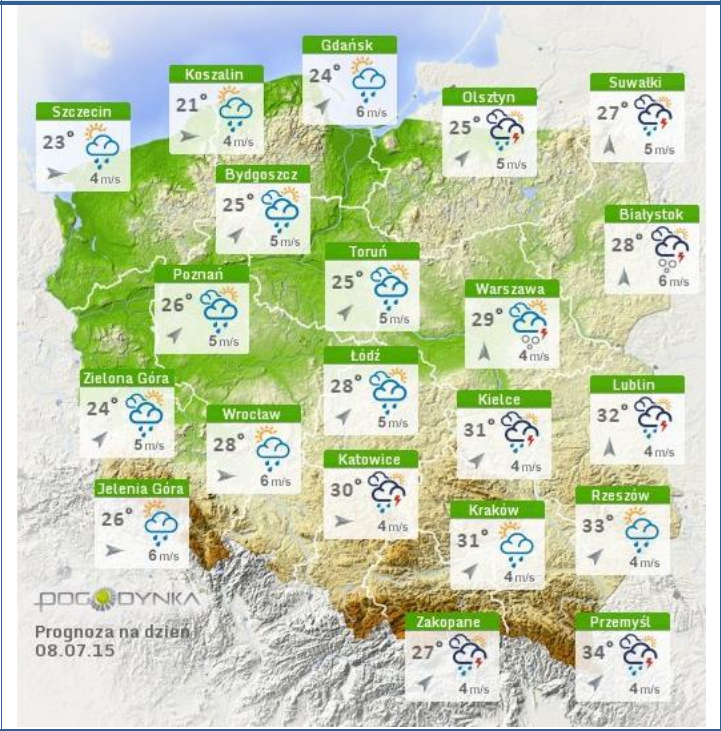 Gdańsk
24°
6 m/s
Koszalin
21°
4 m/s
Szczecin
23°
4 m/s
Olsztyn
25°
5 m/s
Suwałki
27°
5 m/s
Bydgoszcz
25°
5 m/s
Białystok
28°
6 m/s
Toruń
25°
5 m/s
Poznań
26°
5 m/s
Warszawa
29°
4 m/s
Łódź
28°
5 m/s
Zielona Góra
24°
5 m/s
Wrocław
28°
6 m/s
Kielce
31°
4 m/s
Lublin
32°
4 m/s
Katowice
30°
4 m/s
Jelenia Góra
26°
6 m/s
Kraków
31°
4 m/s
Rzeszów
33°
4 m/s
POGODYNKA
Prognoza na dzień
08.07.15
Zakopane
27°
4 m/s
Przemyśl
34°
4 m/s